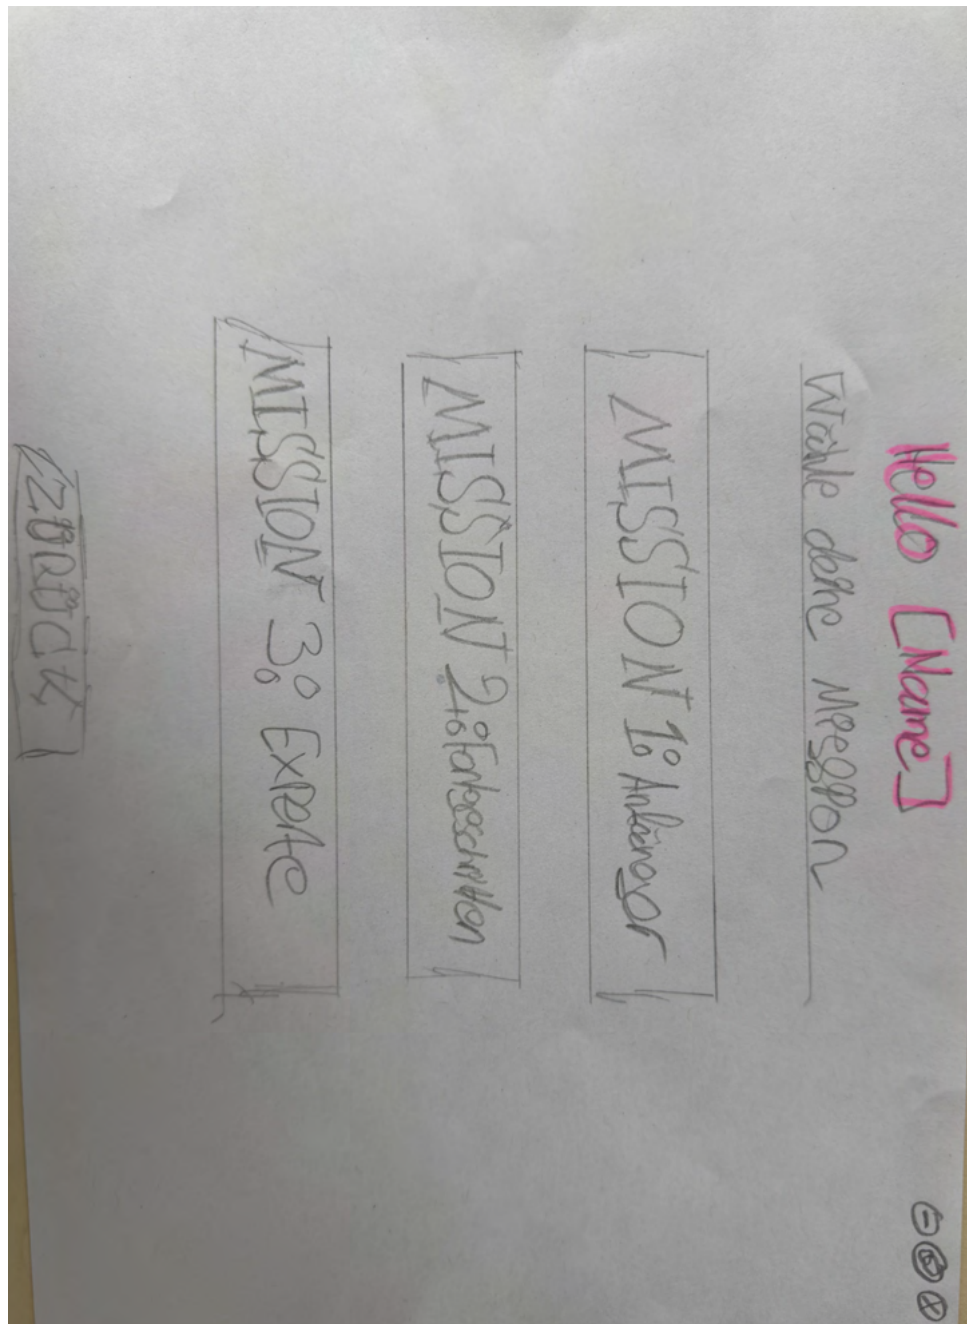 Hello [Name]
Wähle deine Mission
MISSION 1: Anfänger
MISSION 2: Fortgeschritten
MISSION 3: Experte
ZURÜCK